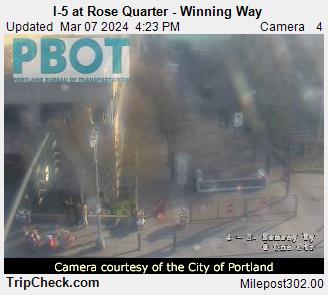 I-5 at Rose Quarter - Winning Way
Updated Mar 07 2024 4:23 PM Camera 4
PBOT
PORTLAND BUREAU OF TRANSPORTATION
Camera courtesy of the City of Portland
TripCheck.com Milepost302.00